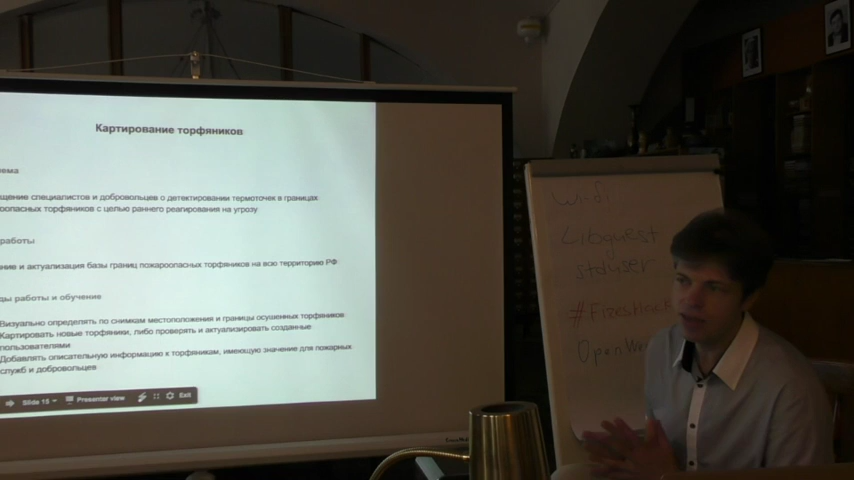 Картирование торфяников
ема
щение специалистов и добровольцев о детектировании термоточек в границах
оопасных торфяников с целью раннего реагирования на угрозу
работы
ние и актуализация базы границ пожароопасных торфяников на всю территорию РФ
ды работы и обучение
Визуально определять по снимкам местоположения и границы осушенных торфяников
Картировать новые торфяники, либо проверять и актуализировать созданные
пользователями
Добавлять описательную информацию к торфяникам, имеющую значение для пожарных
служб и добровольцев
Slide 15 Presenter view Exit
Wi-fi
Libguest
stduser